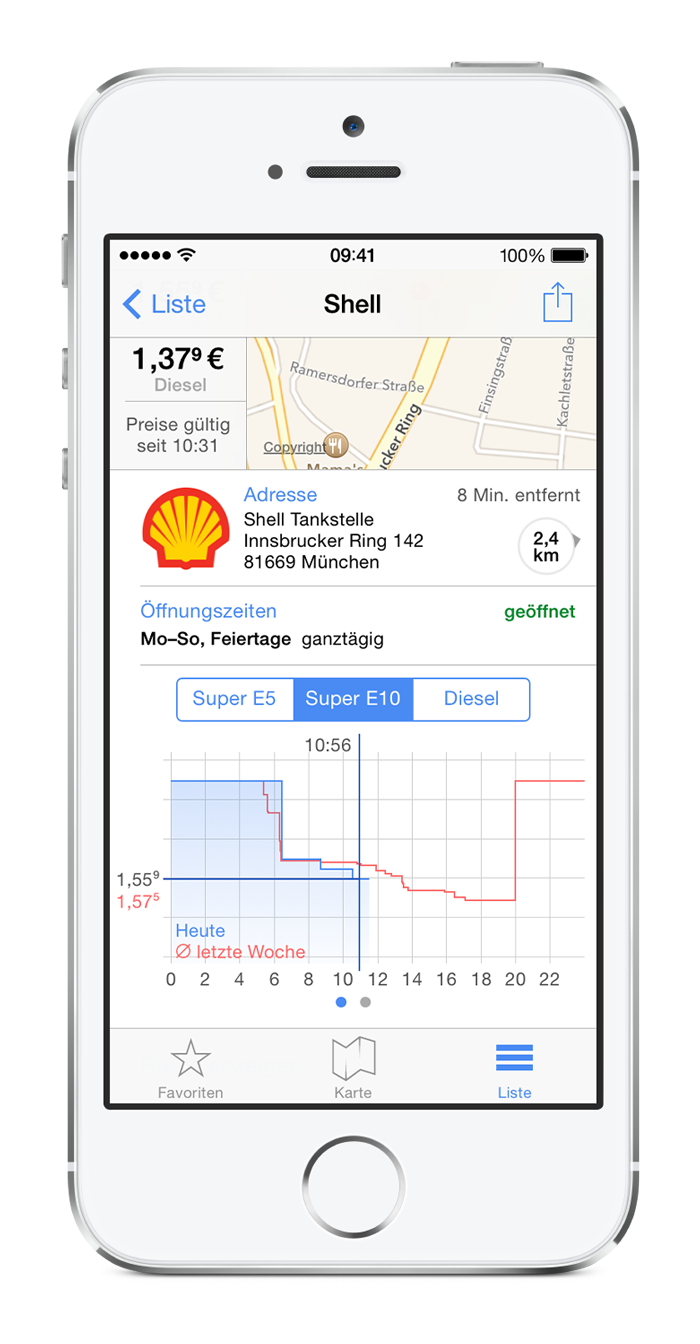 09:41
100%
Liste
Shell
1,37⁹ €
Diesel
Preise gültig
seit 10:31
Ramersdorfer Straße
Finsingstraß
Kachletstraße
cker Ring
Copyright
Mama's
Adresse
8 Min. entfernt
Shell Tankstelle
Innsbrucker Ring 142
81669 München
2,4
km
Öffnungszeiten
geöffnet
Mo–So, Feiertage ganztägig
Super E5
Super E10
Diesel
10:56
1,55⁹
1,57⁵
Heute
∅ letzte Woche
0 2 4 6 8 10 12 14 16 18 20 22
Favoriten
Karte
Liste